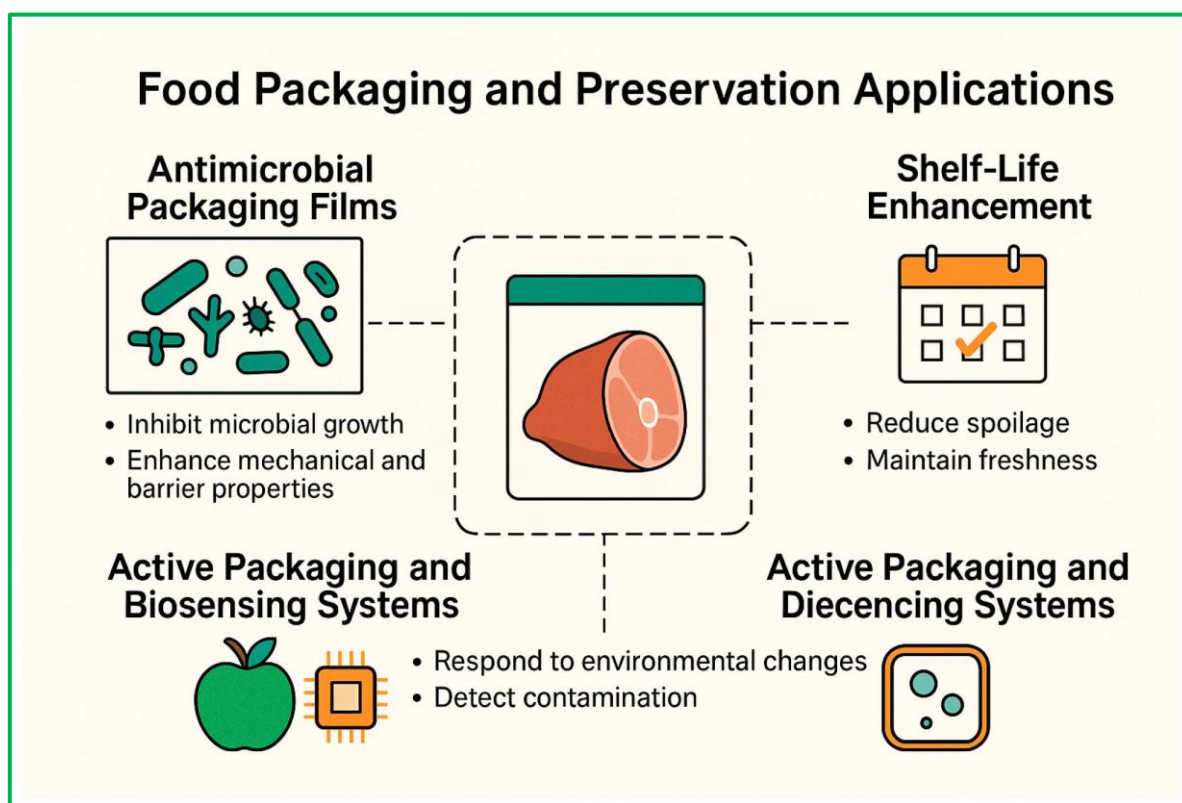 Food Packaging and Preservation Applications
Antimicrobial
Packaging Films
• Inhibit microbial growth
• Enhance mechanical and
barrier properties
Shelf-Life
Enhancement
• Reduce spoilage
• Maintain freshness
Active Packaging and
Biosensing Systems
• Respond to environmental changes
• Detect contamination
Active Packaging and
Diecencing Systems